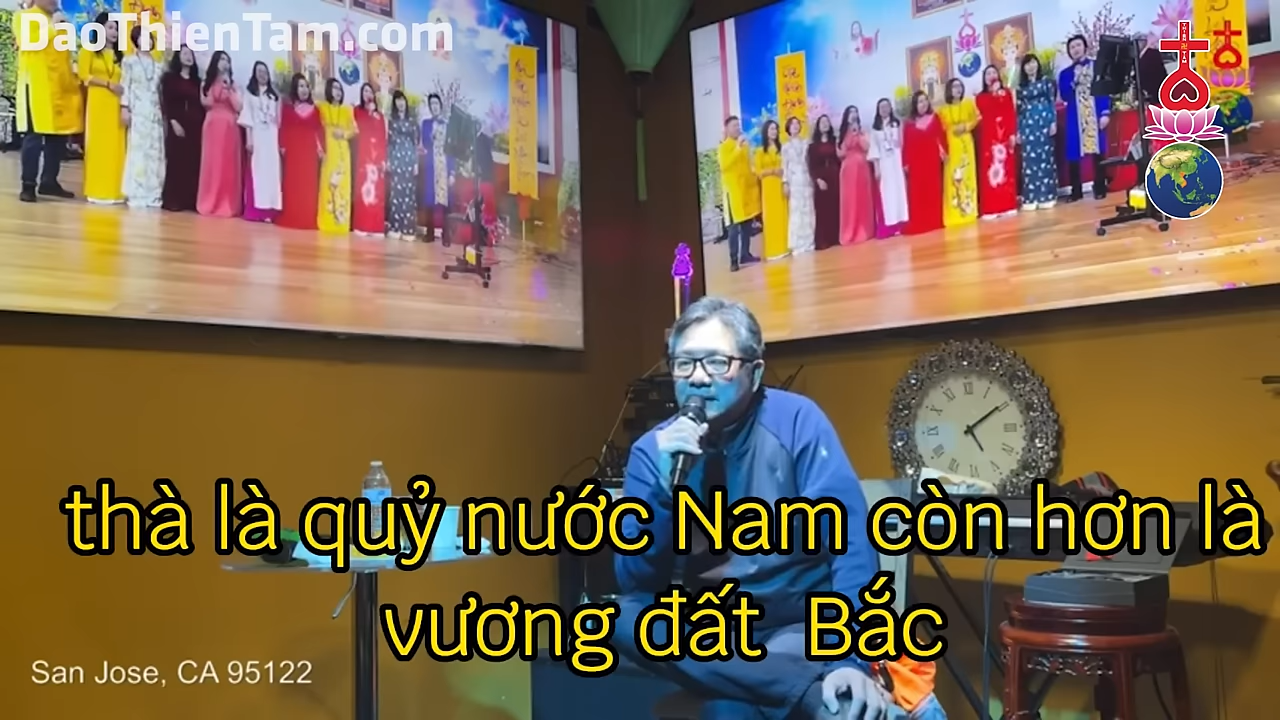 DaoThienTam.com
thà là quỷ nước Nam còn hơn là
vương đất Bắc
San Jose, CA 95122